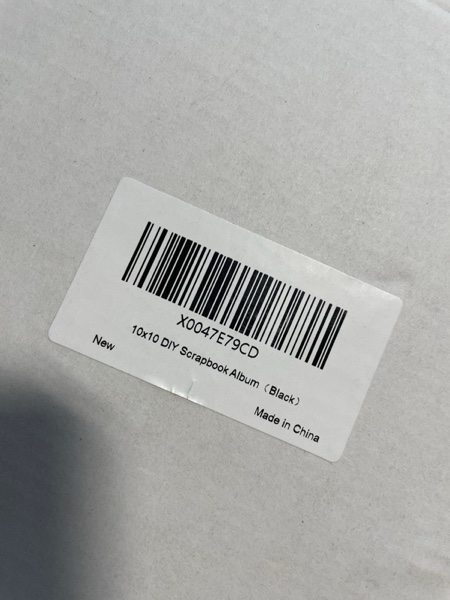 X0047E79CD
10x10 DIY Scrapbook Album（Black）
New
Made in China